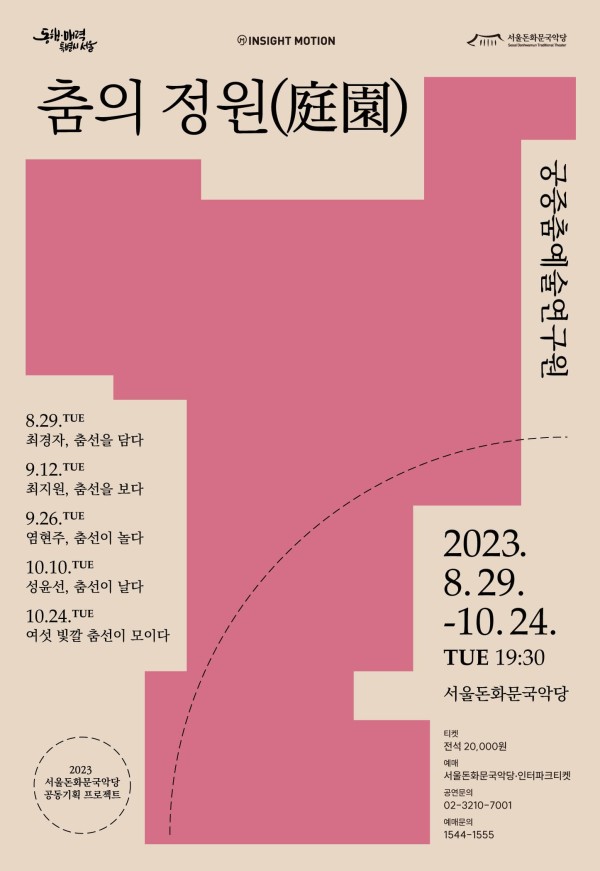 동행·매력
특별시 서울
INSIGHT MOTION
서울돈화문국악당
Seoul Donhwamun Traditional Theater
춤의 정원(庭園)
궁중춤예술연구원
8.29.TUE
최경자, 춤선을 담다
9.12.TUE
최지원, 춤선을 보다
9.26.TUE
염현주, 춤선이 놀다
10.10.TUE
성윤선, 춤선이 날다
10.24.TUE
여섯 빛깔 춤선이 모이다
2023.
8.29.
-10.24.
TUE 19:30
서울돈화문국악당
티켓
전석 20,000원
예매
서울돈화문국악당·인터파크티켓
공연문의
02-3210-7001
예매문의
1544-1555
2023
서울돈화문국악당
공동기획 프로젝트